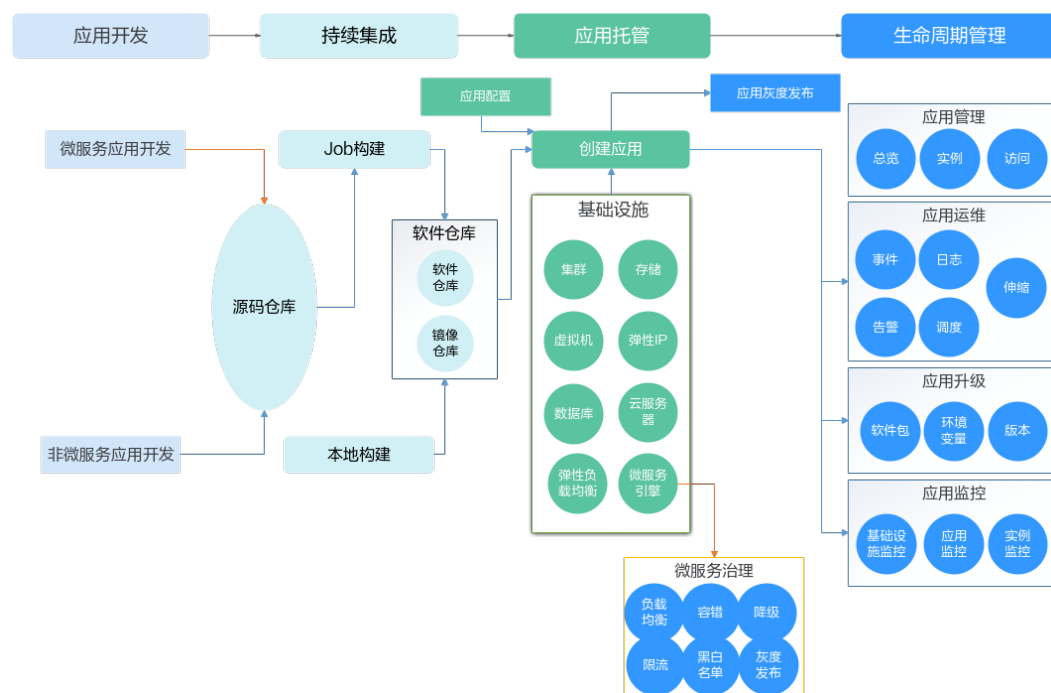 应用开发
持续集成
应用托管
生命周期管理
应用配置
应用灰度发布
微服务应用开发
Job构建
创建应用
应用管理
总览
实例
访问
源码仓库
软件仓库
软件
仓库
镜像
仓库
基础设施
集群
存储
虚拟机
弹性IP
数据库
云服务
器
弹性负
载均衡
微服务
引擎
应用运维
事件
日志
伸缩
告警
调度
非微服务应用开发
本地构建
应用升级
软件包
环境
变量
版本
应用监控
基础设
施监控
应用
监控
实例
监控
微服务治理
负载
均衡
容错
降级
限流
黑白
名单
灰度
发布